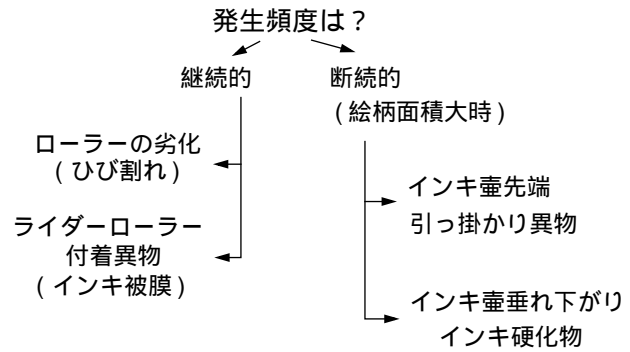 発生頻度は？
継続的
断続的
(絵柄面積大時)
ローラーの劣化
(ひび割れ)
ライダーローラー
付着異物
(インキ被膜)
インキ壷先端
引っ掛かり異物
インキ壷垂れ下がり
インキ硬化物